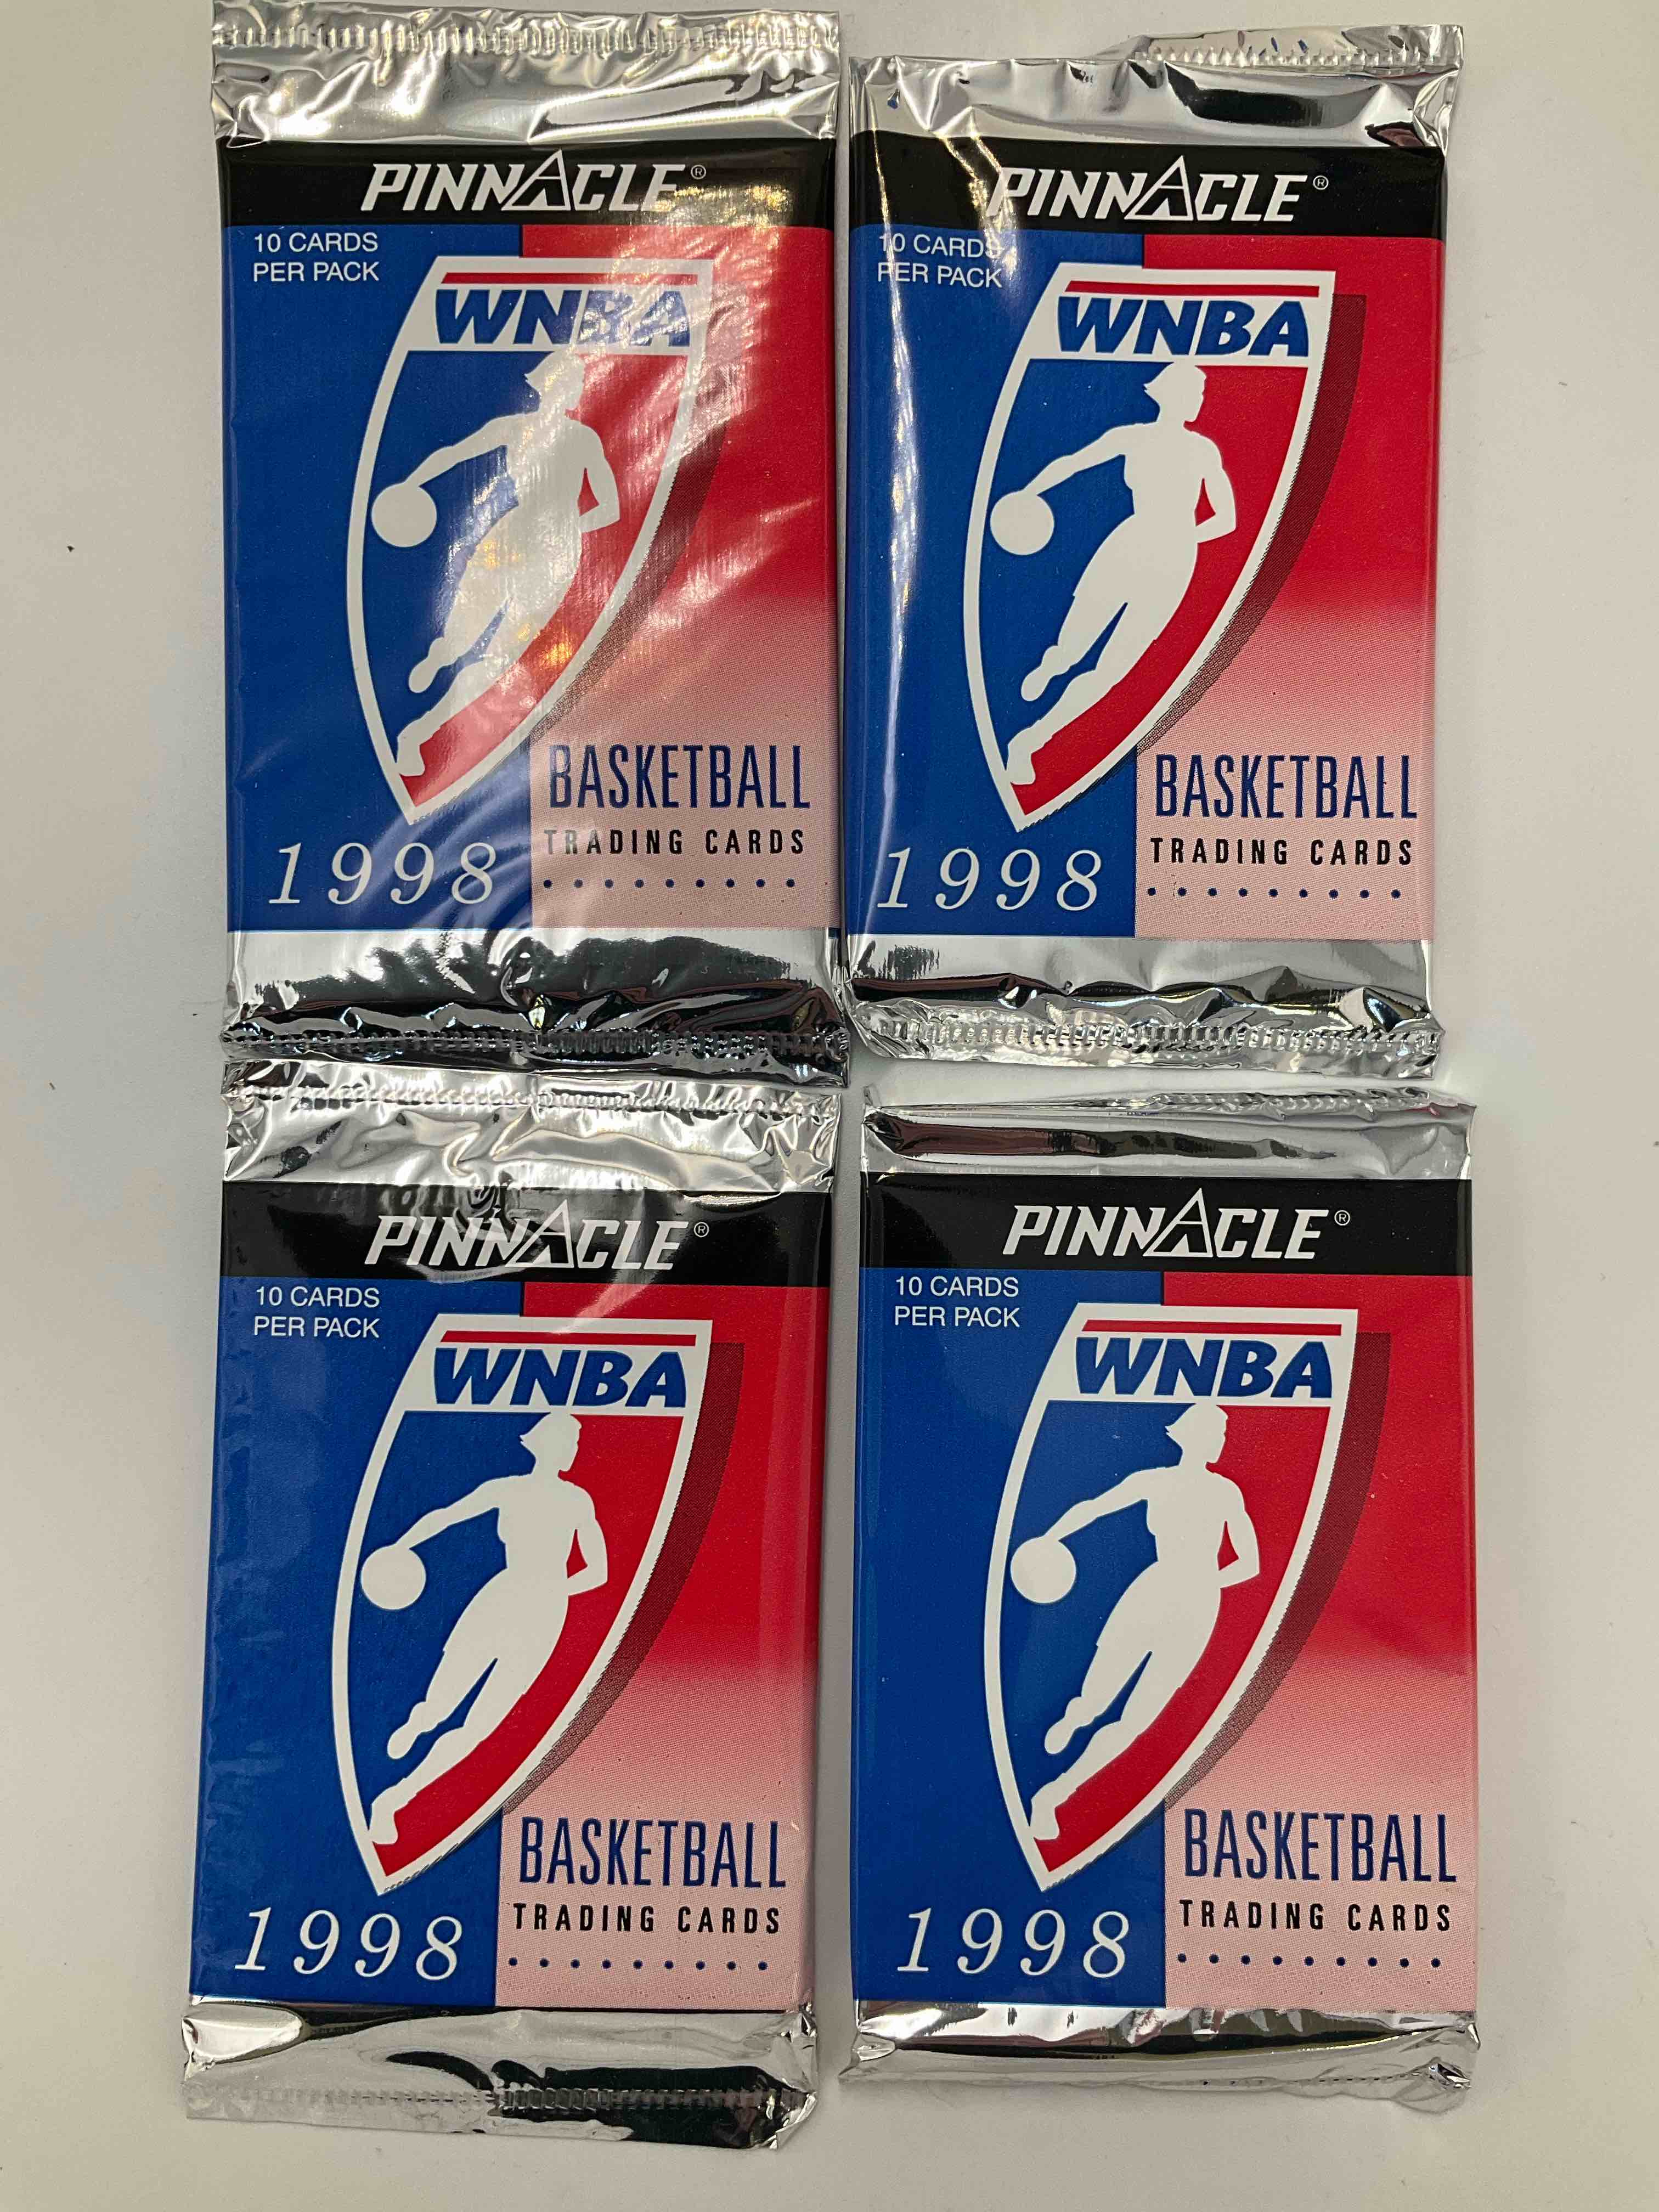 PINNACLE®
10 CARDS
PER PACK
WNBA
BASKETBALL
TRADING CARDS
1998
PINNACLE®
10 CARDS
PER PACK
WNBA
BASKETBALL
TRADING CARDS
1998
PINNACLE®
10 CARDS
PER PACK
WNBA
BASKETBALL
TRADING CARDS
1998
PINNACLE®
10 CARDS
PER PACK
WNBA
BASKETBALL
TRADING CARDS
1998